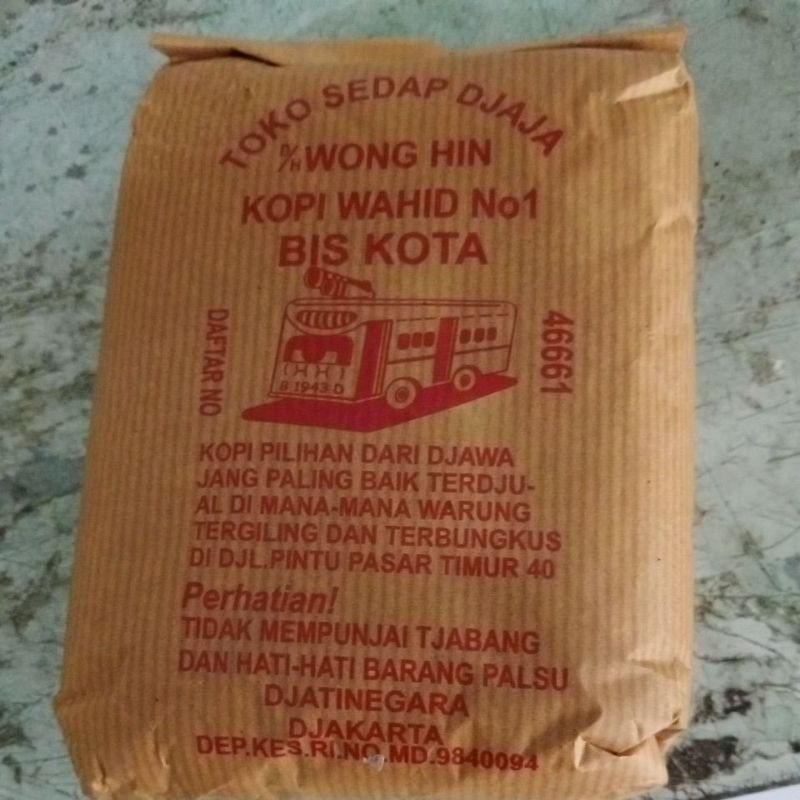 TOKO SEDAP DJAJA
D/H WONG HIN
KOPI WAHID No1
BIS KOTA
DAFTAR NO
46661
B 1943 D
KOPI PILIHAN DARI DJAWA
JANG PALING BAIK TERDJU-
AL DI MANA-MANA WARUNG
TERGILING DAN TERBUNGKUS
DI DJL.PINTU PASAR TIMUR 40
Perhatian!
TIDAK MEMPUNJAI TJABANG
DAN HATI-HATI BARANG PALSU
DJATINEGARA
DJAKARTA
DEP.KES.RI.NO.MD.9840094